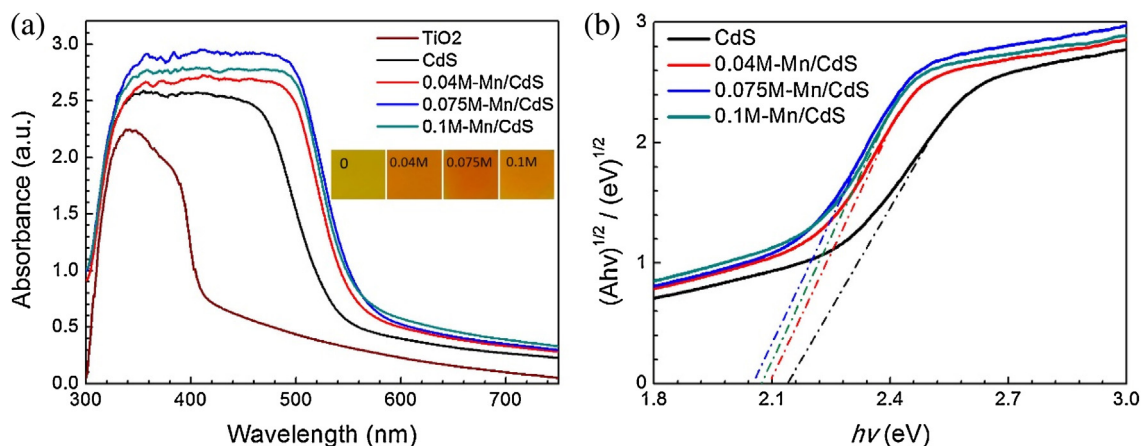 (a)
3.0
2.5
2.0
1.5
1.0
0.5
0.0
Absorbance (a.u.)
TiO2
CdS
0.04M-Mn/CdS
0.075M-Mn/CdS
0.1M-Mn/CdS
0 0.04M 0.075M 0.1M
300 400 500 600 700
Wavelength (nm)
(b)
3
2
1
0
(Ahν)1/2 / (eV)1/2
CdS
0.04M-Mn/CdS
0.075M-Mn/CdS
0.1M-Mn/CdS
1.8 2.1 2.4 2.7 3.0
hν (eV)